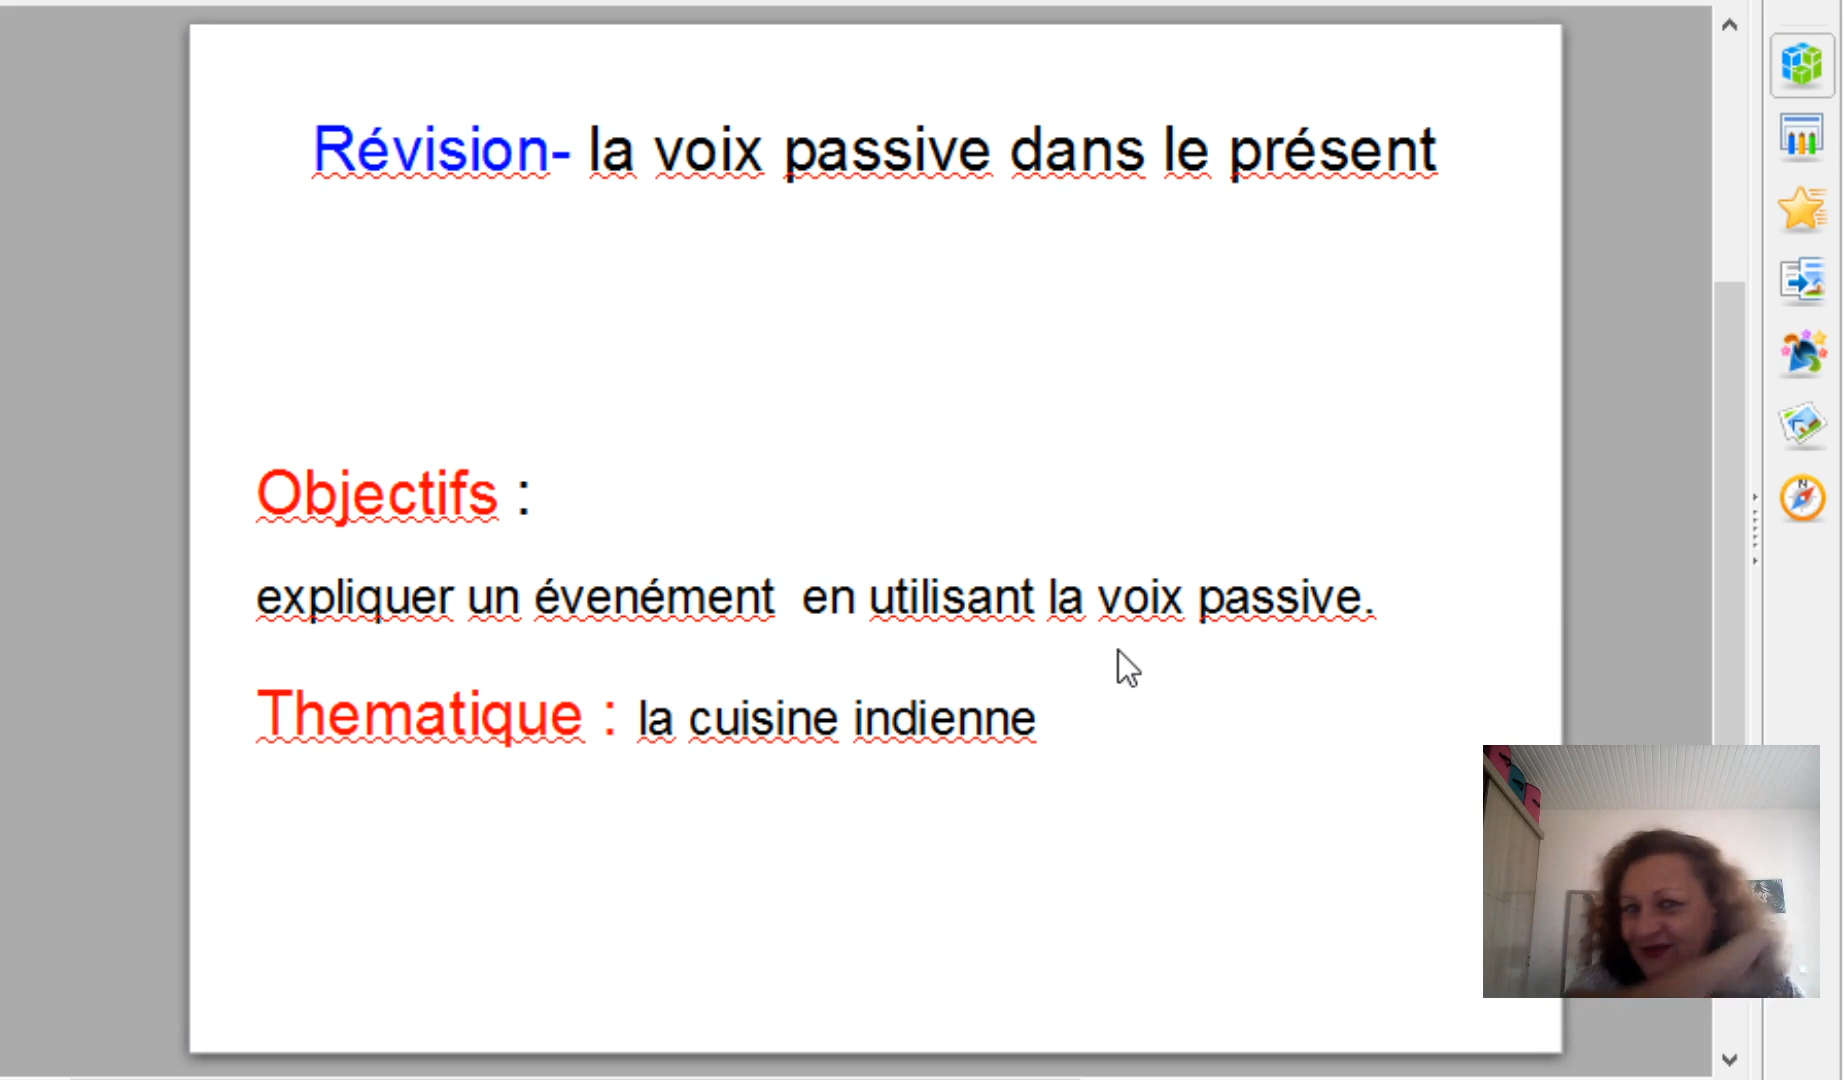 Révision- la voix passive dans le présent
Objectifs :
expliquer un évenément en utilisant la voix passive.
Thematique : la cuisine indienne